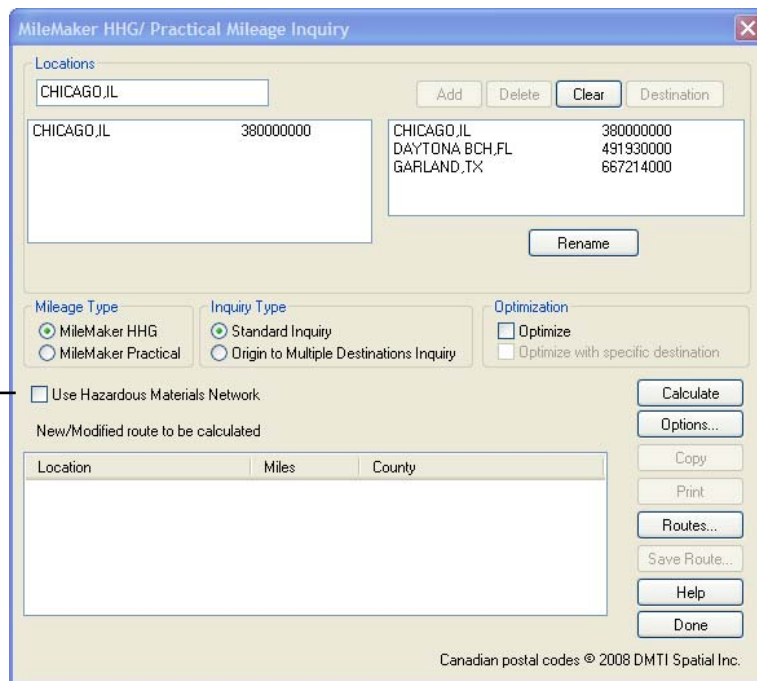 MileMaker HHG/ Practical Mileage Inquiry
Locations
CHICAGO,IL
Add Delete Clear Destination
CHICAGO,IL 380000000
CHICAGO,IL 380000000
DAYTONA BCH,FL 491930000
GARLAND,TX 667214000
Rename
Mileage Type
MileMaker HHG
MileMaker Practical
Inquiry Type
Standard Inquiry
Origin to Multiple Destinations Inquiry
Optimization
Optimize
Optimize with specific destination
Use Hazardous Materials Network
New/Modified route to be calculated
Location Miles County
Calculate
Options...
Copy
Print
Routes...
Save Route...
Help
Done
Canadian postal codes © 2008 DMTI Spatial Inc.